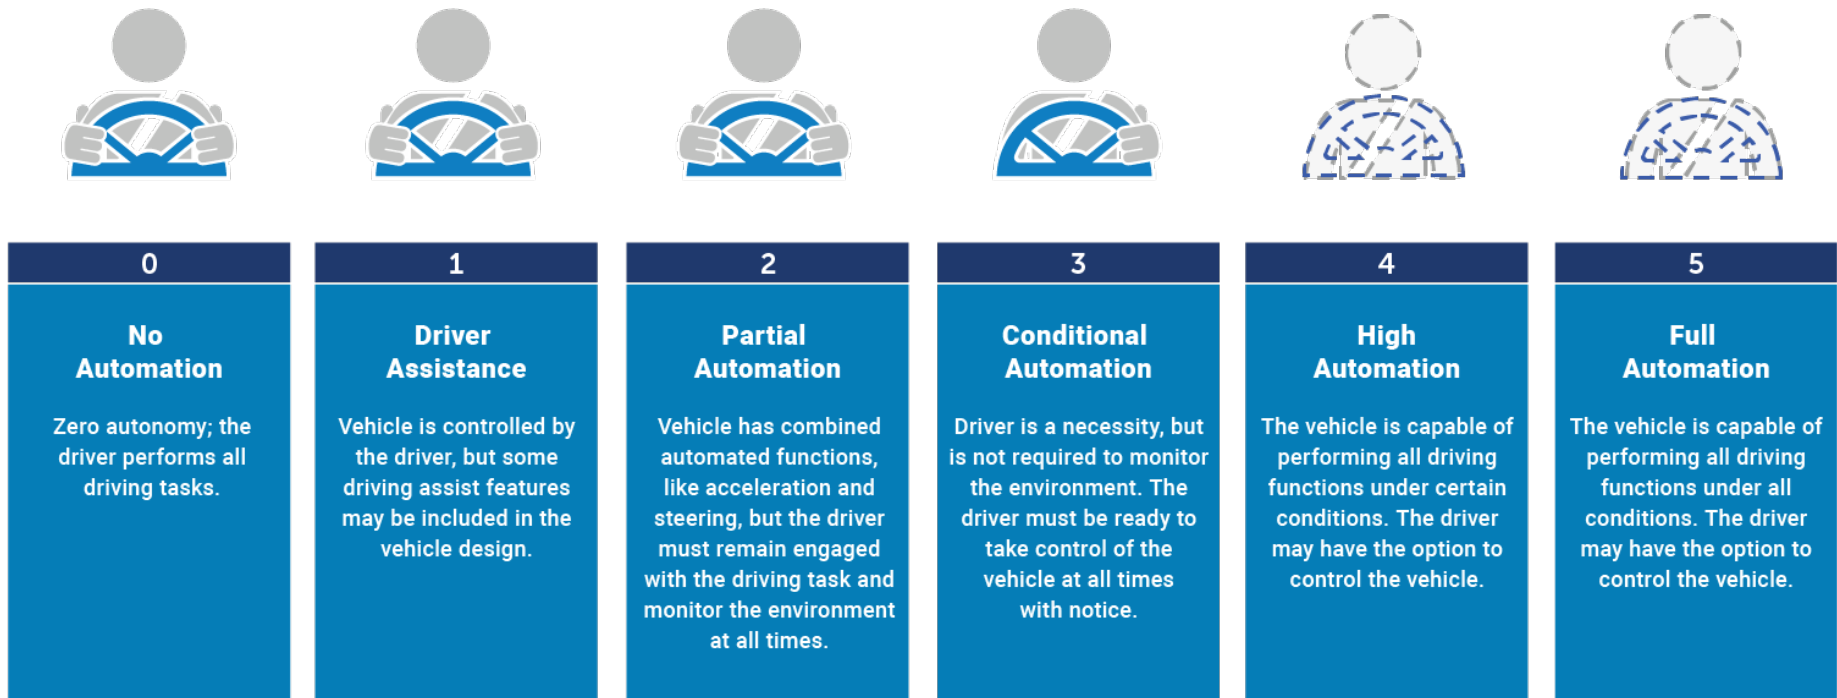 0
No
Automation
Zero autonomy; the
driver performs all
driving tasks.
1
Driver
Assistance
Vehicle is controlled by
the driver, but some
driving assist features
may be included in the
vehicle design.
2
Partial
Automation
Vehicle has combined
automated functions,
like acceleration and
steering, but the driver
must remain engaged
with the driving task and
monitor the environment
at all times.
3
Conditional
Automation
Driver is a necessity, but
is not required to monitor
the environment. The
driver must be ready to
take control of the
vehicle at all times
with notice.
4
High
Automation
The vehicle is capable of
performing all driving
functions under certain
conditions. The driver
may have the option to
control the vehicle.
5
Full
Automation
The vehicle is capable of
performing all driving
functions under all
conditions. The driver
may have the option to
control the vehicle.